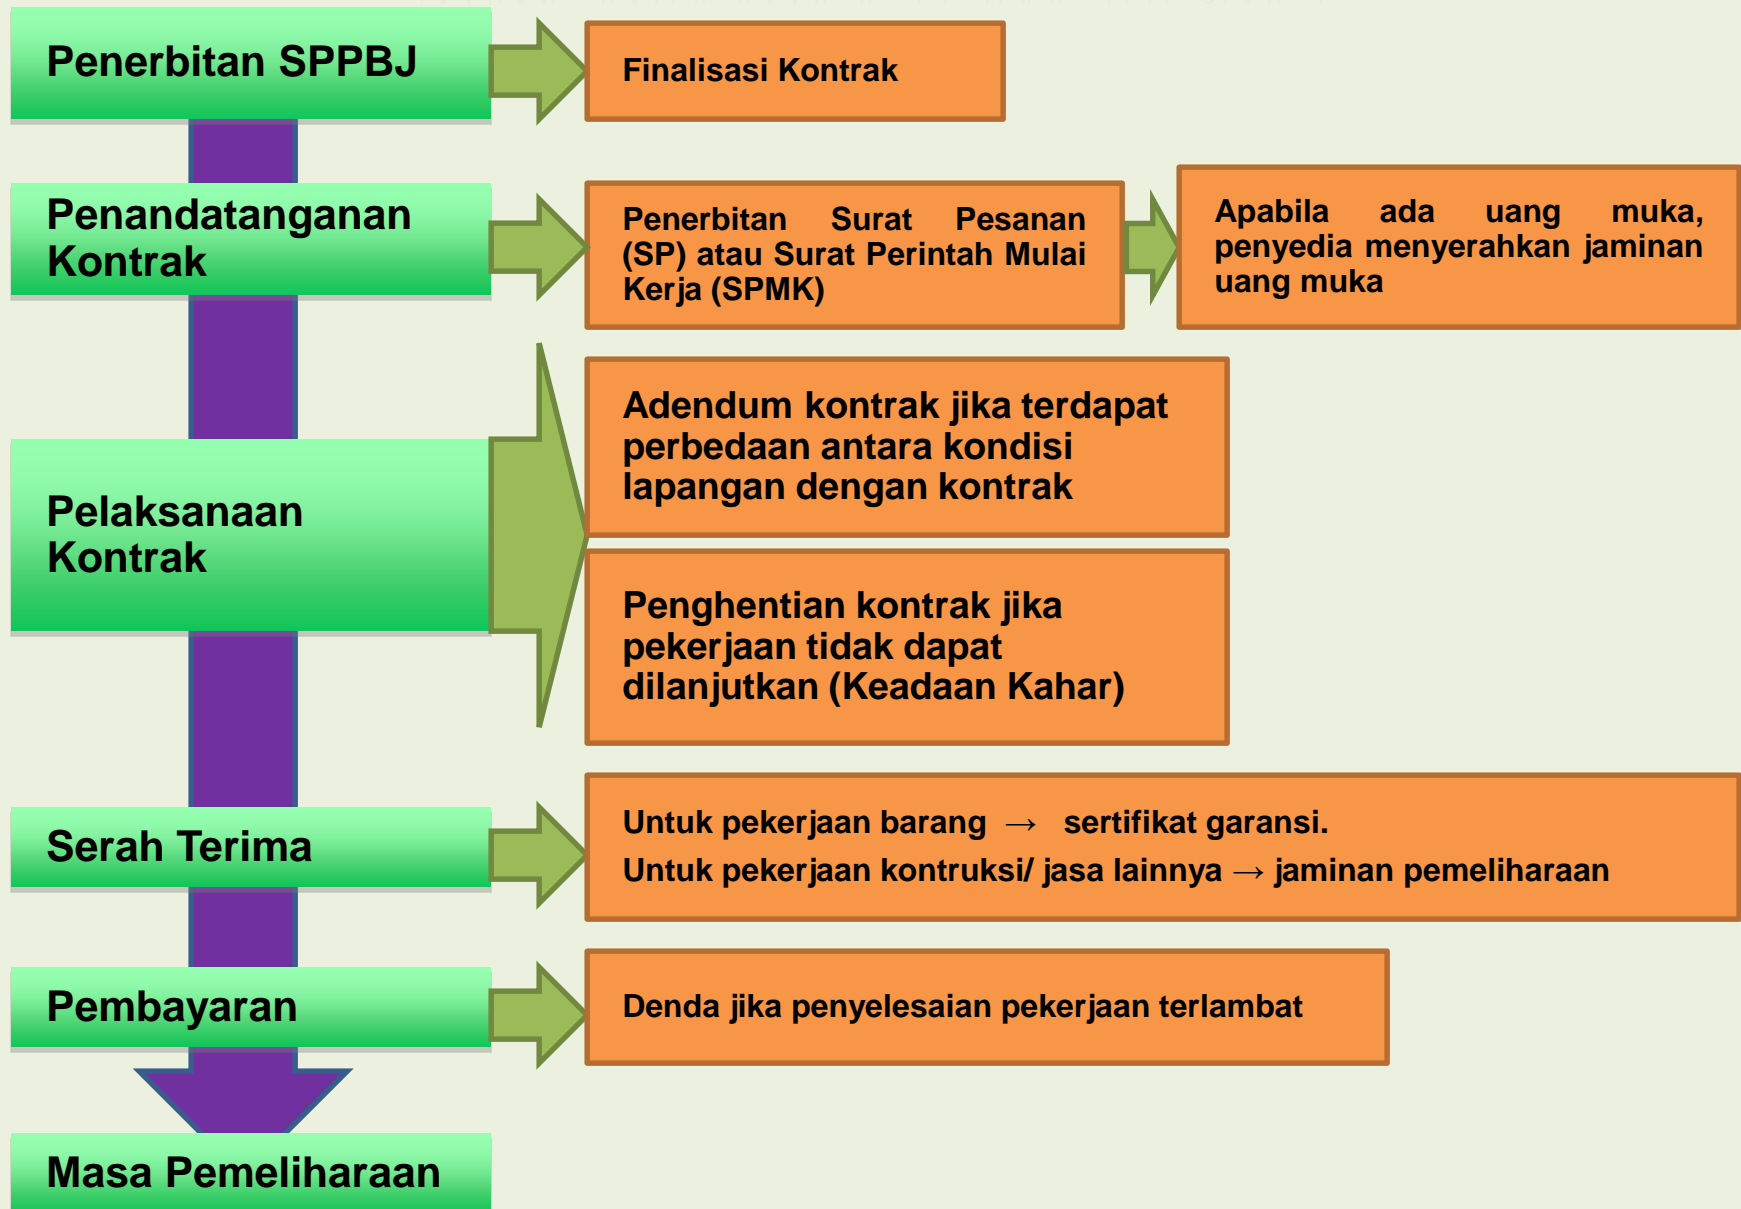 Penerbitan SPPBJ
Finalisasi Kontrak
Penandatanganan
Kontrak
Penerbitan Surat Pesanan
(SP) atau Surat Perintah Mulai
Kerja (SPMK)
Apabila ada uang muka,
penyedia menyerahkan jaminan
uang muka
Pelaksanaan
Kontrak
Adendum kontrak jika terdapat
perbedaan antara kondisi
lapangan dengan kontrak
Penghentian kontrak jika
pekerjaan tidak dapat
dilanjutkan (Keadaan Kahar)
Serah Terima
Untuk pekerjaan barang → sertifikat garansi.
Untuk pekerjaan kontruksi/ jasa lainnya → jaminan pemeliharaan
Pembayaran
Denda jika penyelesaian pekerjaan terlambat
Masa Pemeliharaan